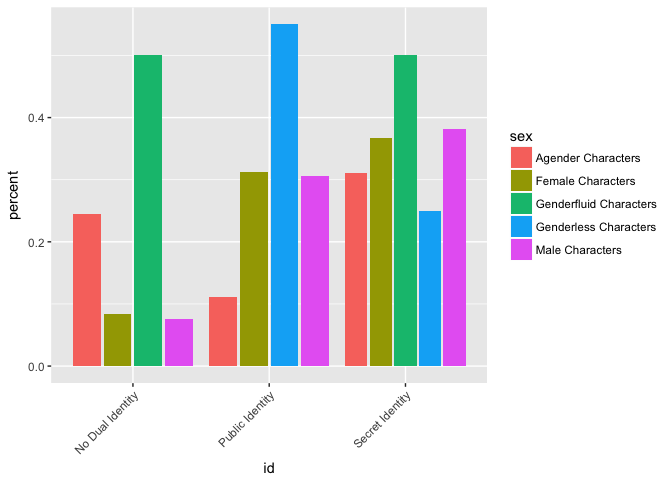 percent
0.4
0.2
0.0
No Dual Identity
Public Identity
Secret Identity
id
sex
Agender Characters
Female Characters
Genderfluid Characters
Genderless Characters
Male Characters